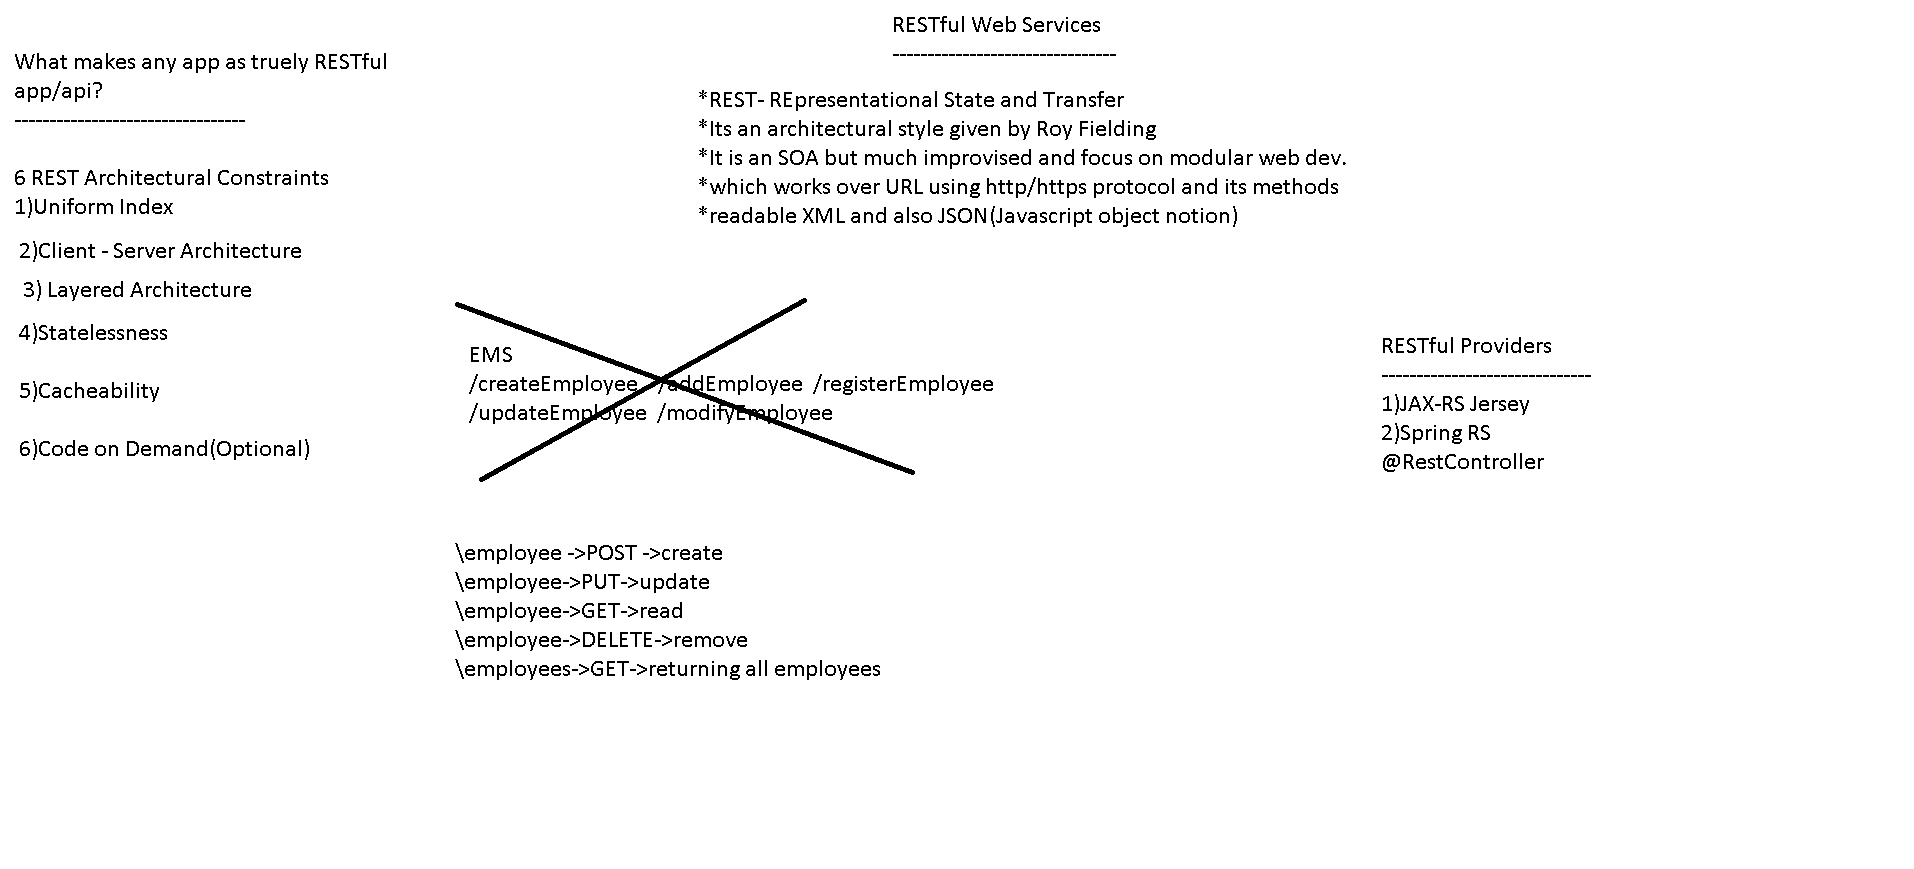 RESTful Web Services
--------------------------------
What makes any app as truely RESTful
app/api?
---------------------------------
*REST- REpresentational State and Transfer
*Its an architectural style given by Roy Fielding
*It is an SOA but much improvised and focus on modular web dev.
*which works over URL using http/https protocol and its methods
*readable XML and also JSON(Javascript object notion)
6 REST Architectural Constraints
1)Uniform Index
2)Client - Server Architecture
3) Layered Architecture
4)Statelessness
5)Cacheability
6)Code on Demand(Optional)
EMS
/createEmployee /addEmployee /registerEmployee
/updateEmployee /modifyEmployee
RESTful Providers
------------------------------
1)JAX-RS Jersey
2)Spring RS
@RestController
\employee ->POST ->create
\employee->PUT->update
\employee->GET->read
\employee->DELETE->remove
\employees->GET->returning all employees